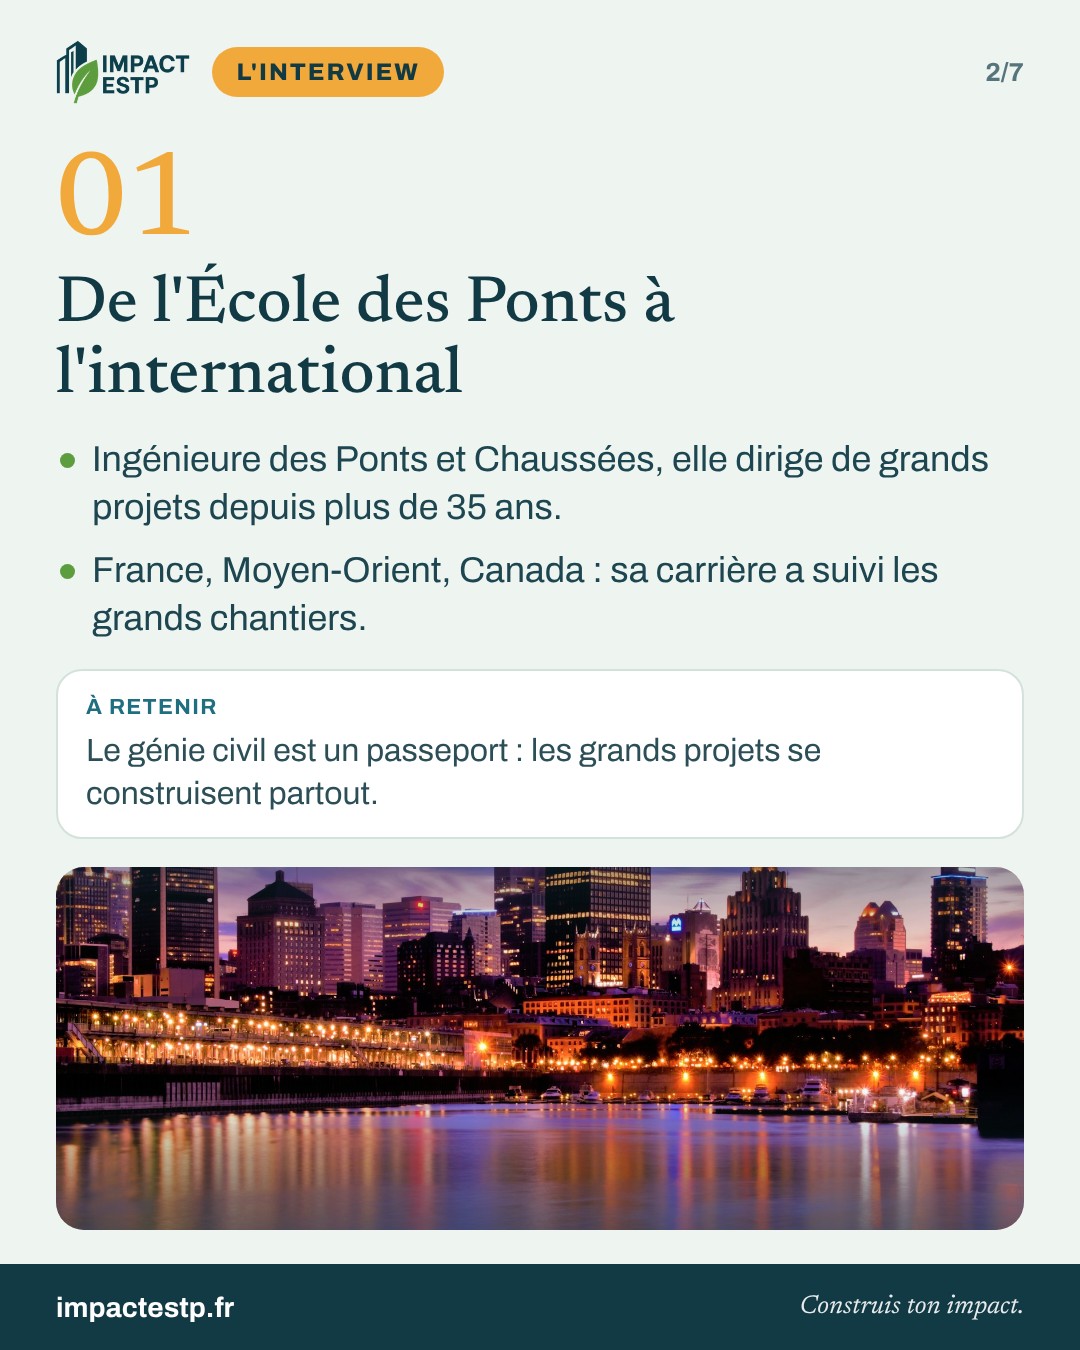 IMPACT
ESTP
L'INTERVIEW
2/7
01
De l'École des Ponts à
l'international
Ingénieure des Ponts et Chaussées, elle dirige de grands
projets depuis plus de 35 ans.
France, Moyen-Orient, Canada : sa carrière a suivi les
grands chantiers.
À RETENIR
Le génie civil est un passeport : les grands projets se
construisent partout.
impactestp.fr
Construis ton impact.